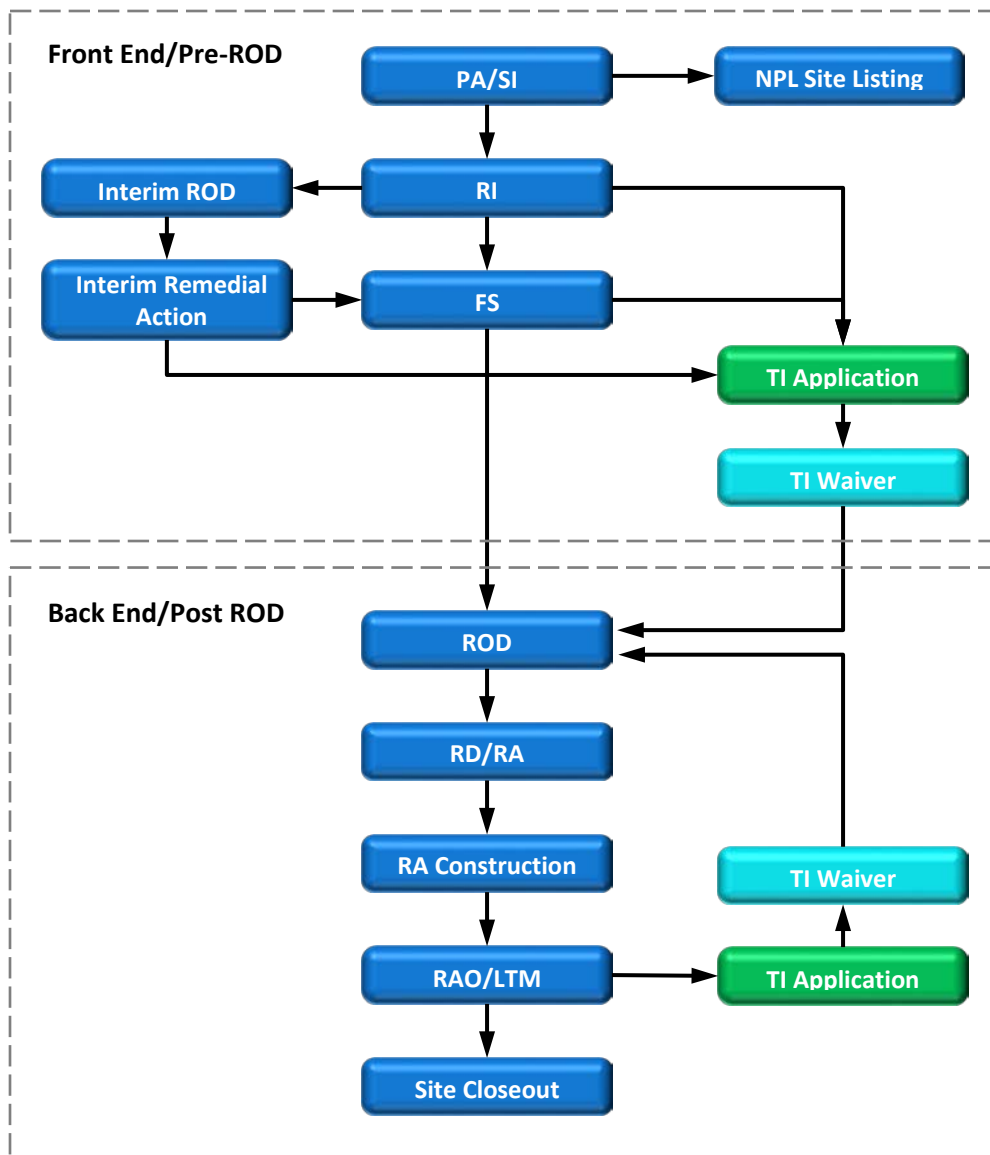 Front End/Pre-ROD
PA/SI
NPL Site Listing
Interim ROD
RI
Interim Remedial
Action
FS
TI Application
TI Waiver
Back End/Post ROD
ROD
RD/RA
RA Construction
TI Waiver
RAO/LTM
TI Application
Site Closeout